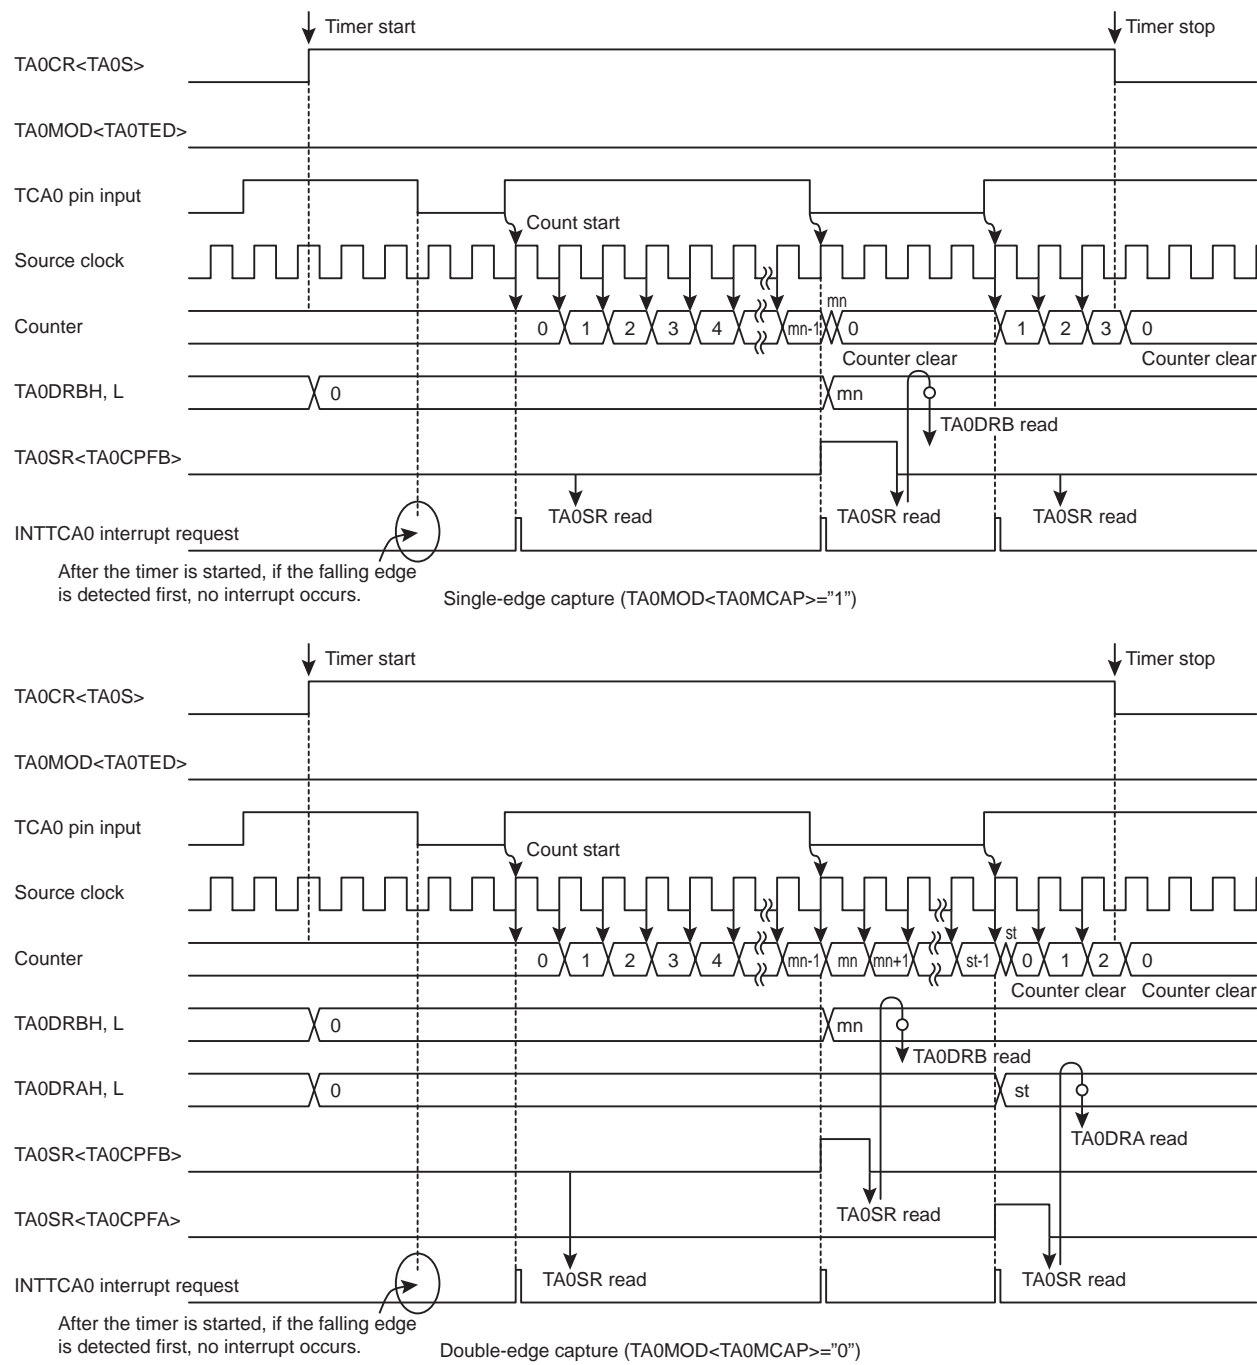 Timer start
Timer stop
TA0CR<TA0S>
TA0MOD<TA0TED>
TCA0 pin input
Count start
Source clock
Counter
0 1 2 3 4 mn-1 mn 0 1 2 3 0
Counter clear
Counter clear
TA0DRBH, L
0
mn
TA0DRB read
TA0SR<TA0CPFB>
TA0SR read
TA0SR read
TA0SR read
INTTCA0 interrupt request
After the timer is started, if the falling edge
is detected first, no interrupt occurs.
Single-edge capture (TA0MOD<TA0MCAP>=”1”)
Timer start
Timer stop
TA0CR<TA0S>
TA0MOD<TA0TED>
TCA0 pin input
Count start
Source clock
Counter
0 1 2 3 4 mn-1 mn mn+1 st-1 st 0 1 2 0
Counter clear
Counter clear
TA0DRBH, L
0
mn
TA0DRB read
TA0DRAH, L
0
st
TA0DRA read
TA0SR<TA0CPFB>
TA0SR read
TA0SR<TA0CPFA>
TA0SR read
TA0SR read
INTTCA0 interrupt request
After the timer is started, if the falling edge
is detected first, no interrupt occurs.
Double-edge capture (TA0MOD<TA0MCAP>=”0”)